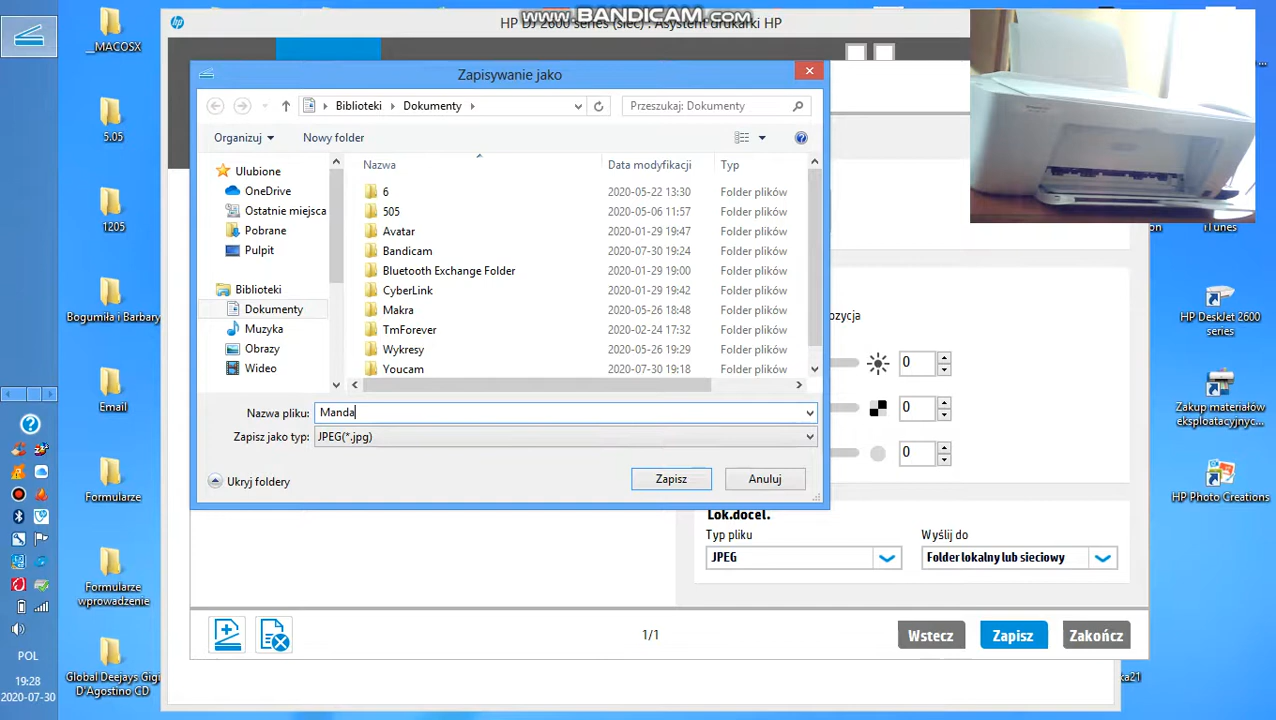 www.BANDICAM.com
HP DJ 2600 series (sieć) : Asystent drukarki HP
__MACOSX
5.05
1205
Bogumiła i Barbary
Email
Formularze
Formularze
wprowadzenie
Global Deejays Gigi
D'Agostino CD
POL
19:28
2020-07-30
Zapisywanie jako
Biblioteki
Dokumenty
Przeszukaj: Dokumenty
Organizuj
Nowy folder
Ulubione
OneDrive
Ostatnie miejsca
Pobrane
Pulpit
Biblioteki
Dokumenty
Muzyka
Obrazy
Wideo
Nazwa Data modyfikacji Typ
6 2020-05-22 13:30 Folder plików
505 2020-05-06 11:57 Folder plików
Avatar 2020-01-29 19:47 Folder plików
Bandicam 2020-07-30 19:24 Folder plików
Bluetooth Exchange Folder 2020-01-29 19:00 Folder plików
CyberLink 2020-01-29 19:42 Folder plików
Makra 2020-05-26 18:48 Folder plików
TmForever 2020-02-24 17:32 Folder plików
Wykresy 2020-05-26 19:29 Folder plików
Youcam 2020-07-30 19:18 Folder plików
Nazwa pliku: Manda
Zapisz jako typ: JPEG(*.jpg)
Ukryj foldery
Zapisz
Anuluj
pozycja
0
0
0
Lok.docel.
Typ pliku
Wyślij do
JPEG
Folder lokalny lub sieciowy
1/1
Wstecz
Zapisz
Zakończ
iTunes
HP DeskJet 2600
series
Zakup materiałów
eksploatacyjnyc...
HP Photo Creations